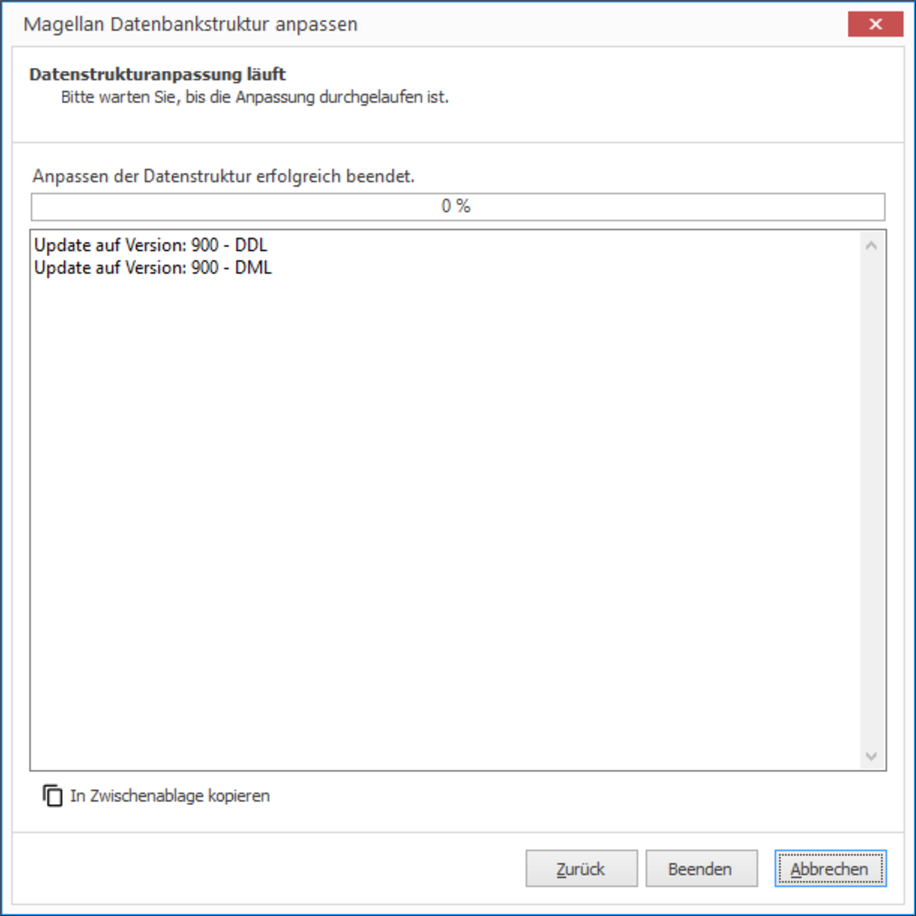 Magellan Datenbankstruktur anpassen
Datenstrukturanpassung läuft
Bitte warten Sie, bis die Anpassung durchgelaufen ist.
Anpassen der Datenstruktur erfolgreich beendet.
0 %
Update auf Version: 900 - DDL
Update auf Version: 900 - DML
In Zwischenablage kopieren
Zurück Beenden Abbrechen